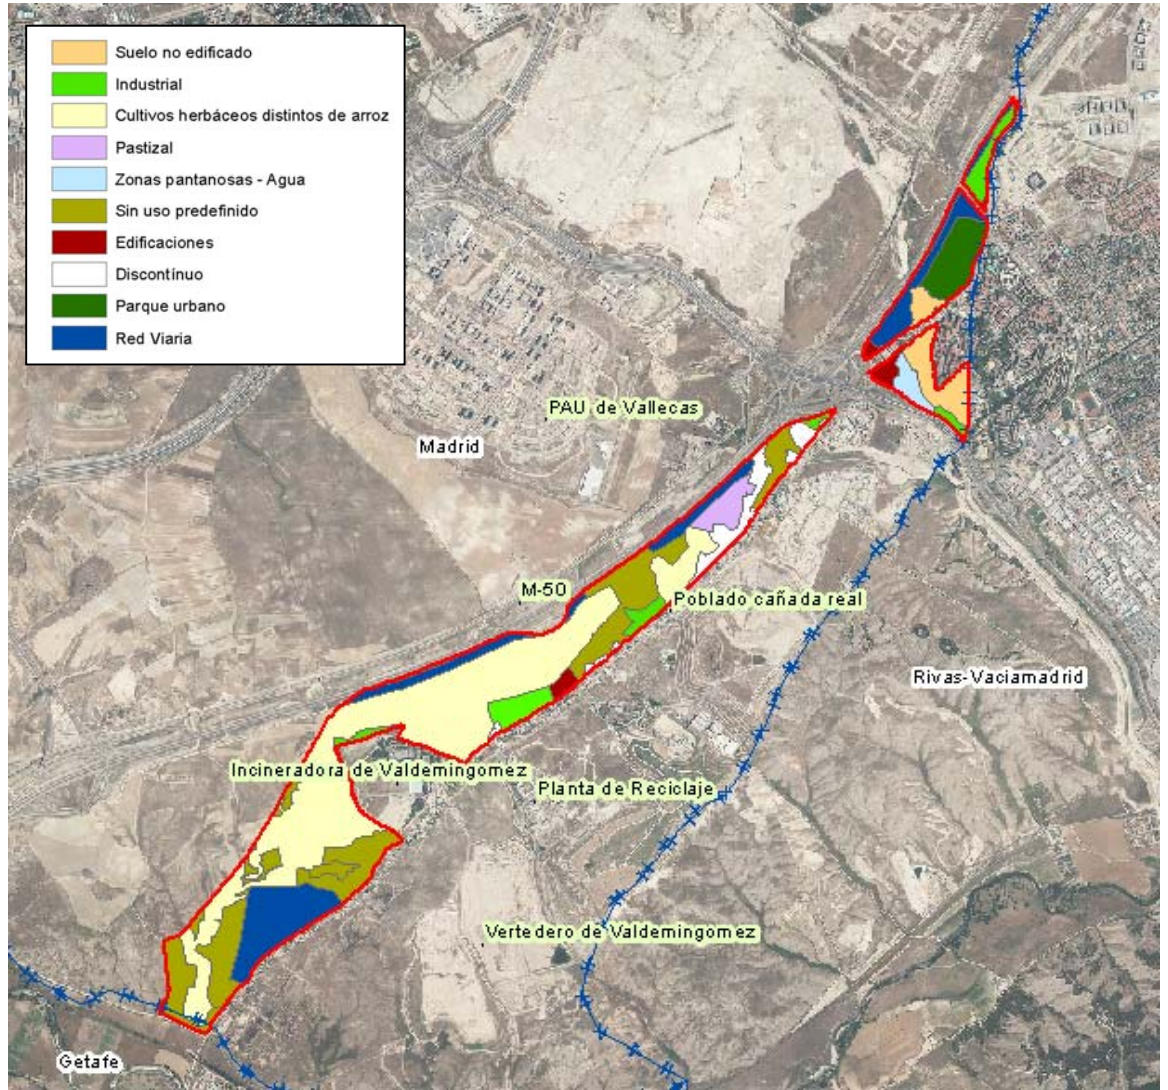 Suelo no edificado
Industrial
Cultivos herbáceos distintos de arroz
Pastizal
Zonas pantanosas - Agua
Sin uso predefinido
Edificaciones
Discontínuo
Parque urbano
Red Viaria
PAU de Vallecas
Madrid
M-50
Poblado cañada real
Rivas-Vaciamadrid
Incineradora de Valdemingomez
Planta de Reciclaje
Vertedero de Valdemingomez
Getafe